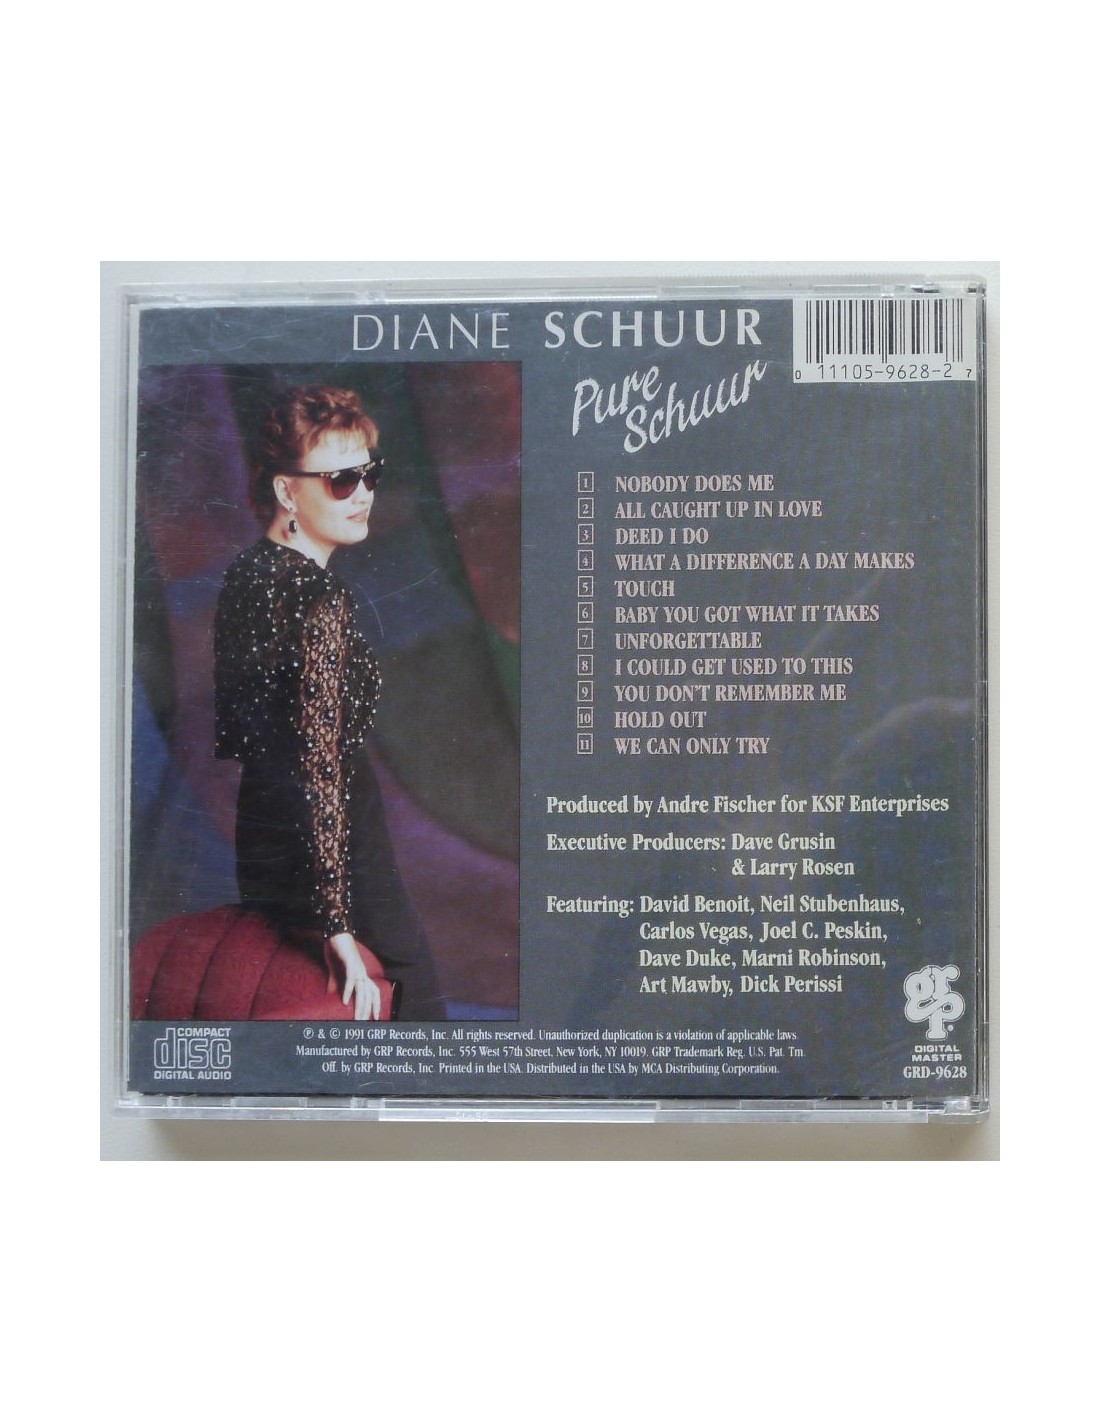 DIANE SCHUUR
Pure
Schuur
0 11105-9628-2 7
1 NOBODY DOES ME
2 ALL CAUGHT UP IN LOVE
3 DEED I DO
4 WHAT A DIFFERENCE A DAY MAKES
5 TOUCH
6 BABY YOU GOT WHAT IT TAKES
7 UNFORGETTABLE
8 I COULD GET USED TO THIS
9 YOU DON'T REMEMBER ME
10 HOLD OUT
11 WE CAN ONLY TRY
Produced by Andre Fischer for KSF Enterprises
Executive Producers: Dave Grusin
& Larry Rosen
Featuring: David Benoit, Neil Stubenhaus,
Carlos Vegas, Joel C. Peskin,
Dave Duke, Marni Robinson,
Art Mawby, Dick Perissi
COMPACT
disc
DIGITAL AUDIO
℗ & © 1991 GRP Records, Inc. All rights reserved. Unauthorized duplication is a violation of applicable laws
Manufactured by GRP Records, Inc. 555 West 57th Street, New York, NY 10019. GRP Trademark Reg. U.S. Pat. Tm.
Off. by GRP Records, Inc. Printed in the USA. Distributed in the USA by MCA Distributing Corporation.
grp
DIGITAL
MASTER
GRD-9628